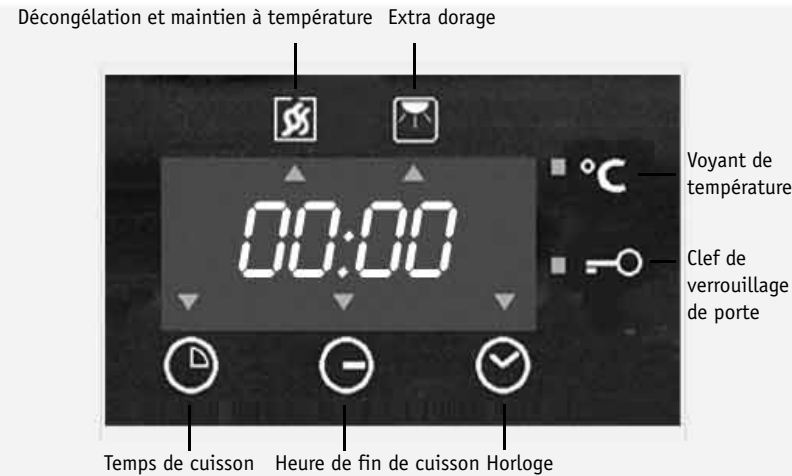 Décongélation et maintien à température Extra dorage
°C
Voyant de
température
00:00
Clef de
verrouillage
de porte
Temps de cuisson Heure de fin de cuisson Horloge